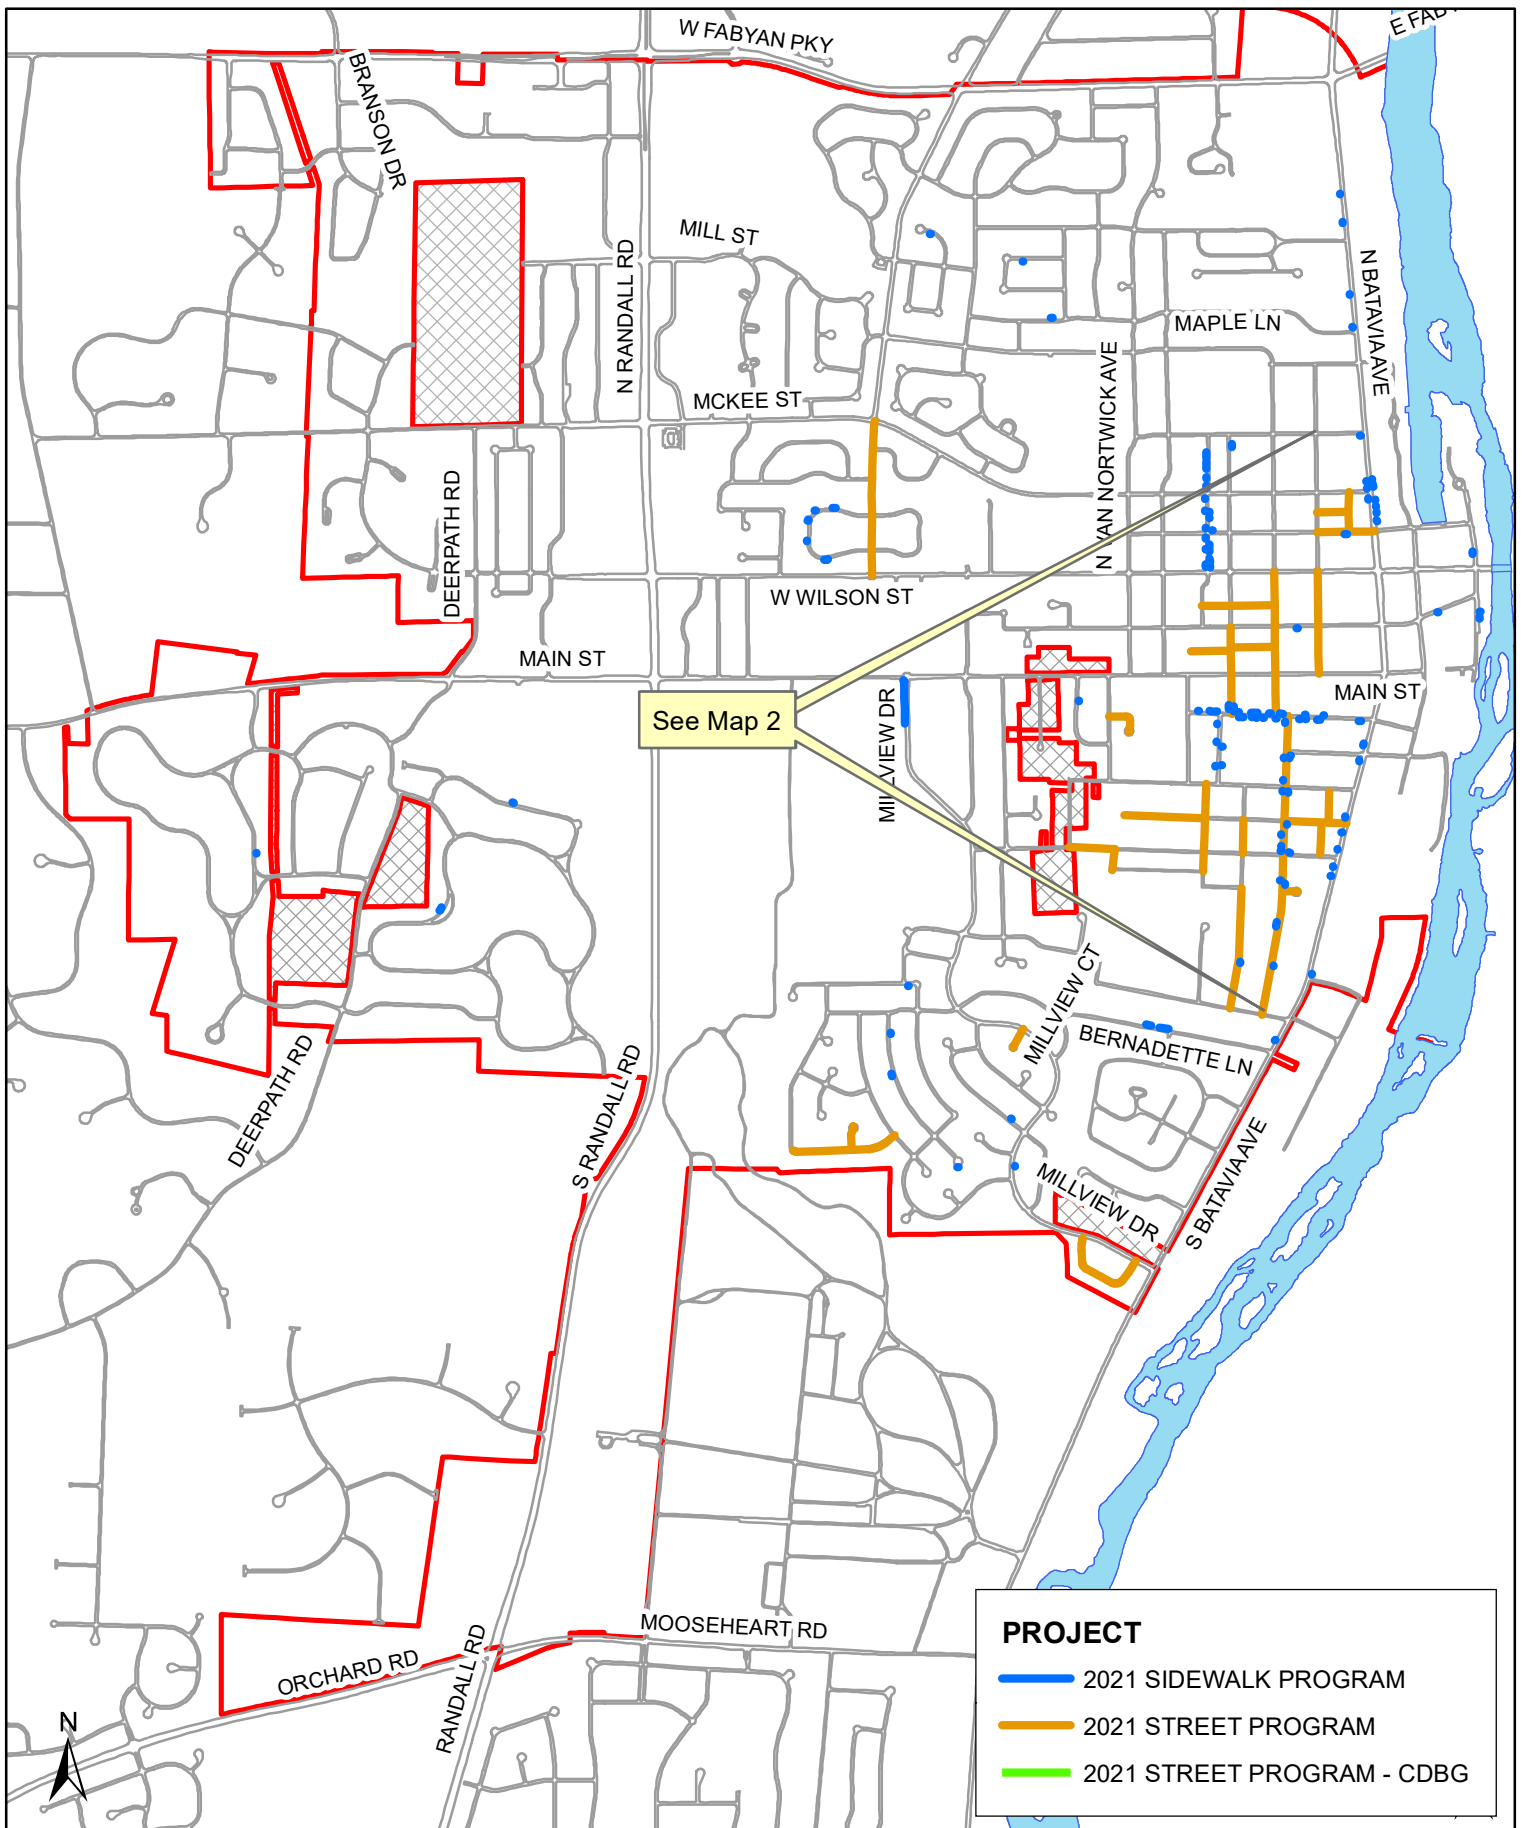 W FABYAN PKY
E FABY
BRANSON DR
MILL ST
N RANDALL RD
N BATAVIA AVE
MAPLE LN
N VAN NORTWICK AVE
MCKEE ST
DEERPATH RD
W WILSON ST
MAIN ST
MAIN ST
See Map 2
MILLVIEW DR
MILLVIEW CT
BERNADETTE LN
DEERPATH RD
S RANDALL RD
MILLVIEW DR
S BATAVIA AVE
MOOSEHEART RD
ORCHARD RD
RANDALL RD
N
PROJECT
2021 SIDEWALK PROGRAM
2021 STREET PROGRAM
2021 STREET PROGRAM - CDBG